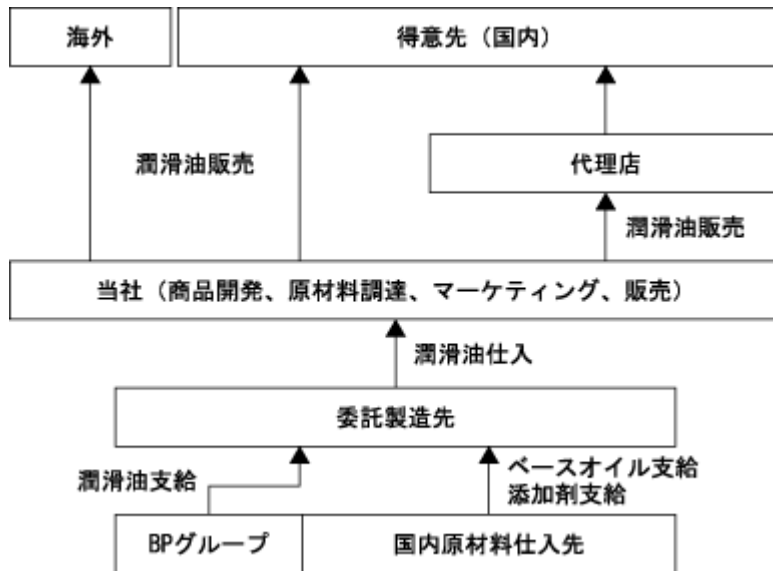 海外
得意先（国内）
潤滑油販売
代理店
潤滑油販売
当社（商品開発、原材料調達、マーケティング、販売）
潤滑油仕入
委託製造先
潤滑油支給
ベースオイル支給
添加剤支給
BPグループ
国内原材料仕入先